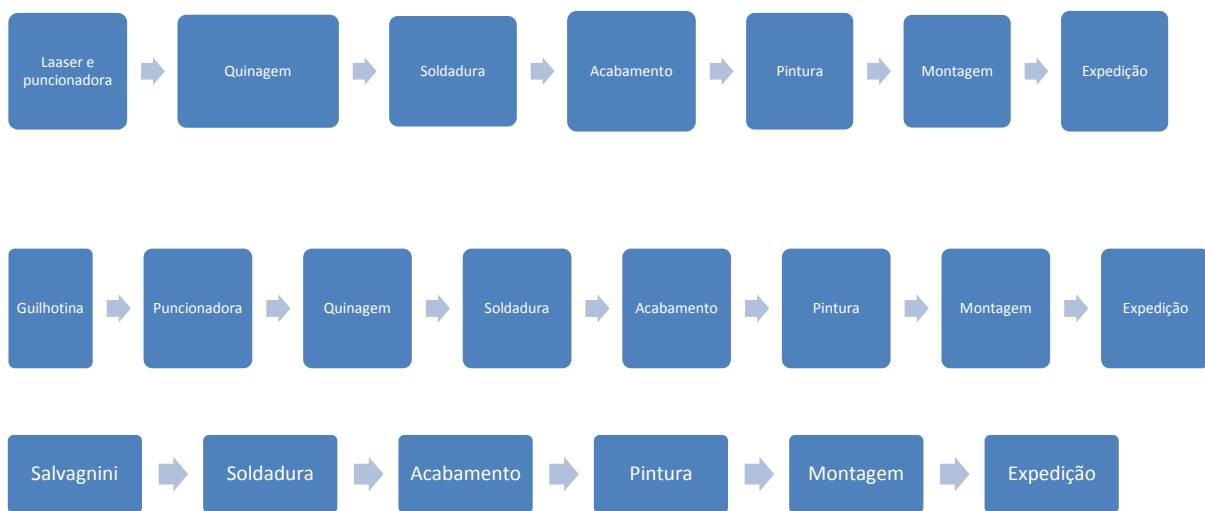 Laaser e
puncionadora
Quinagem
Soldadura
Acabamento
Pintura
Montagem
Expedição
Guilhotina
Puncionadora
Quinagem
Soldadura
Acabamento
Pintura
Montagem
Expedição
Salvagnini
Soldadura
Acabamento
Pintura
Montagem
Expedição